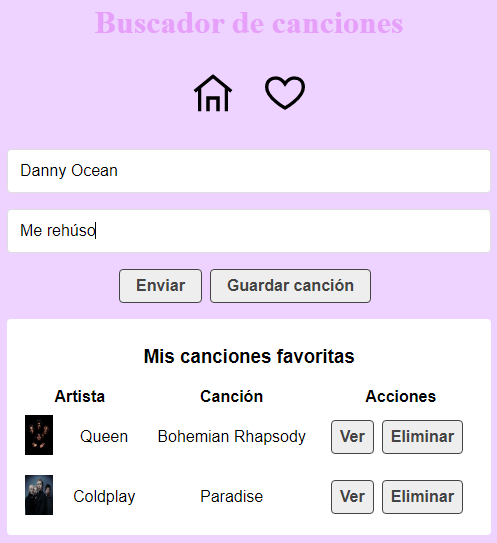 Buscador de canciones
Danny Ocean
Me rehúso
Enviar Guardar canción
Mis canciones favoritas
Artista Canción Acciones
Queen Bohemian Rhapsody Ver Eliminar
Coldplay Paradise Ver Eliminar